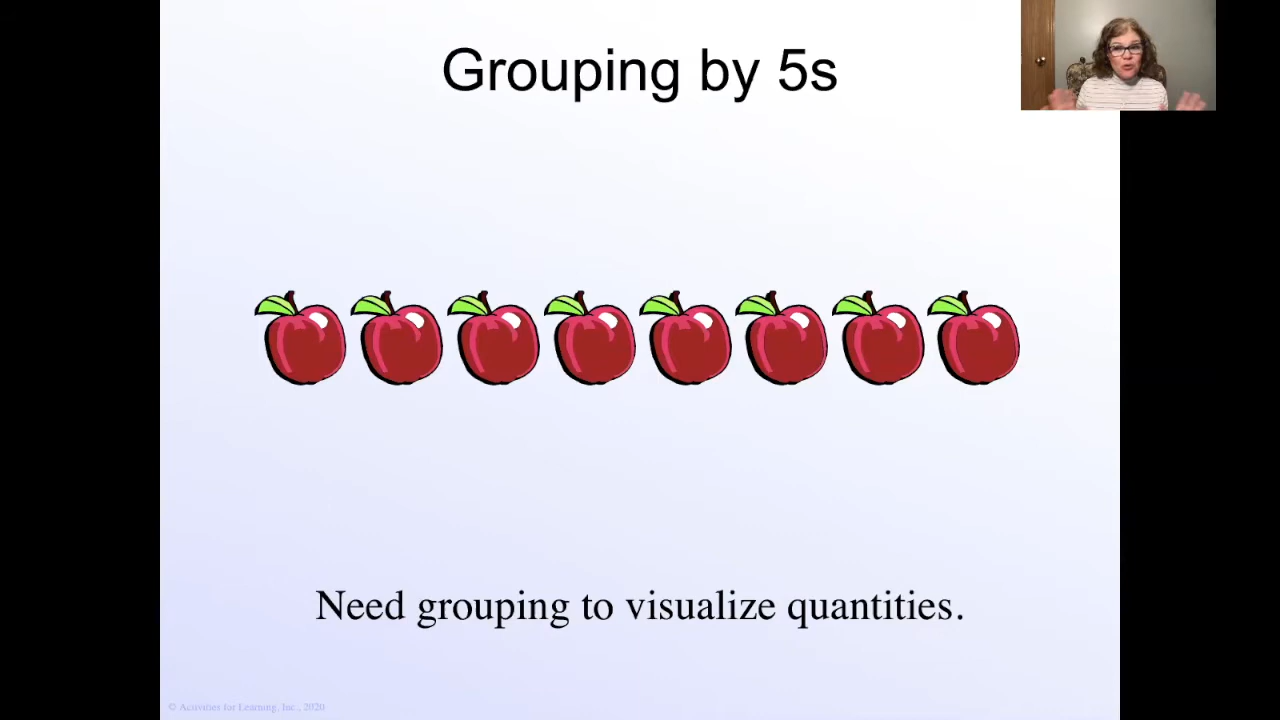 Grouping by 5s
Need grouping to visualize quantities.
© Activities for Learning, Inc., 2020